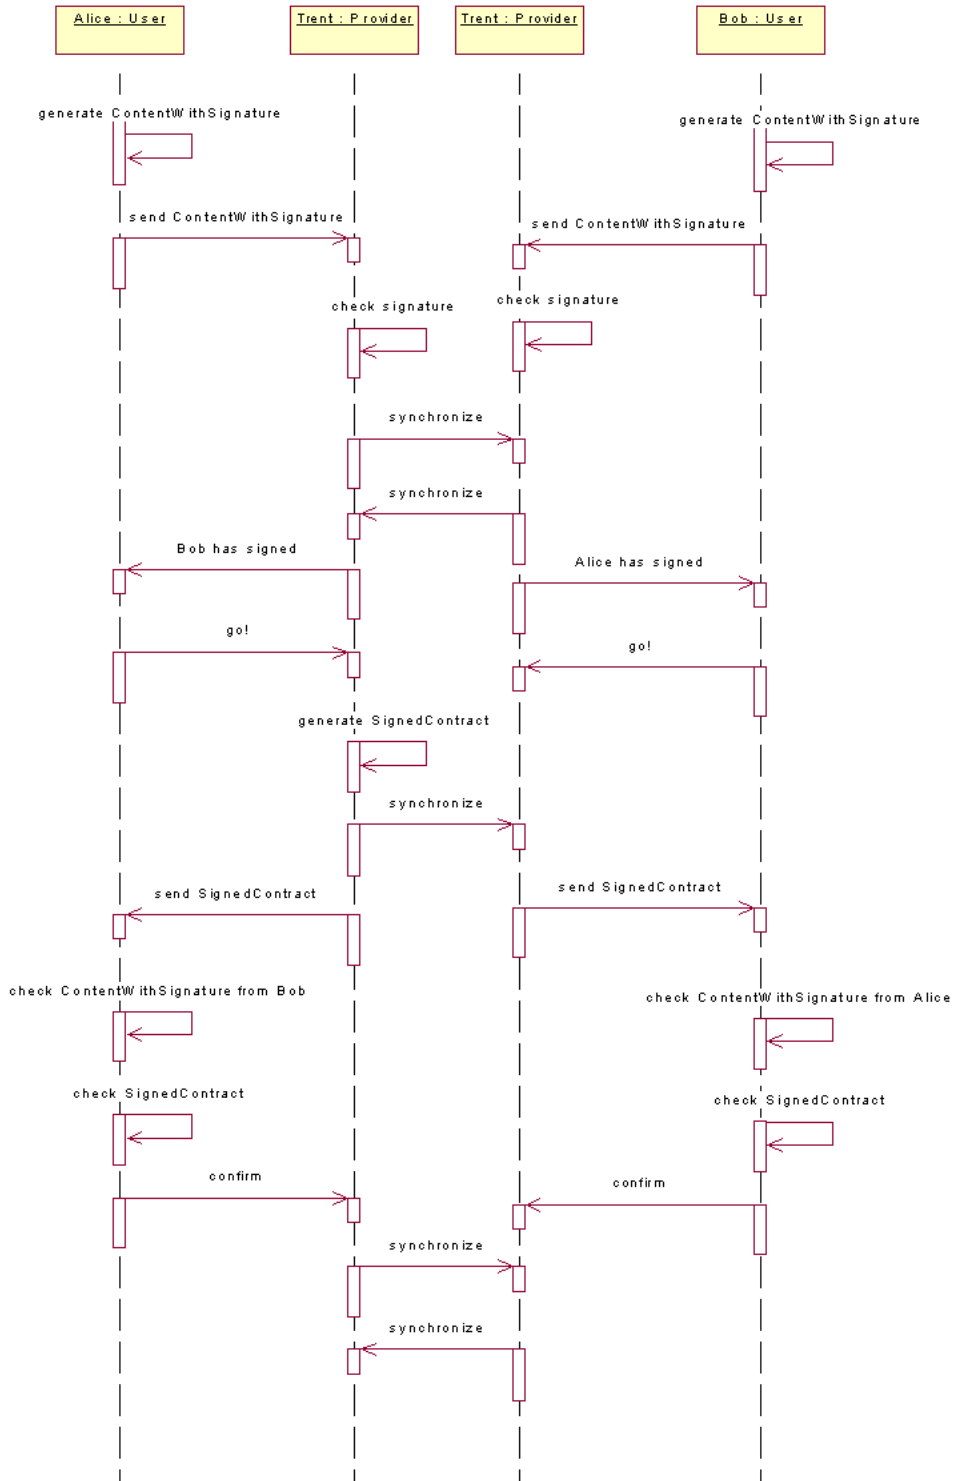 Alice : User
Trent : Provider
Trent : Provider
Bob : User
generate ContentWithSignature
generate ContentWithSignature
send ContentWithSignature
send ContentWithSignature
check signature
check signature
synchronize
synchronize
Bob has signed
Alice has signed
go!
go!
generate SignedContract
synchronize
send SignedContract
send SignedContract
check ContentWithSignature from Bob
check ContentWithSignature from Alice
check SignedContract
check SignedContract
confirm
confirm
synchronize
synchronize